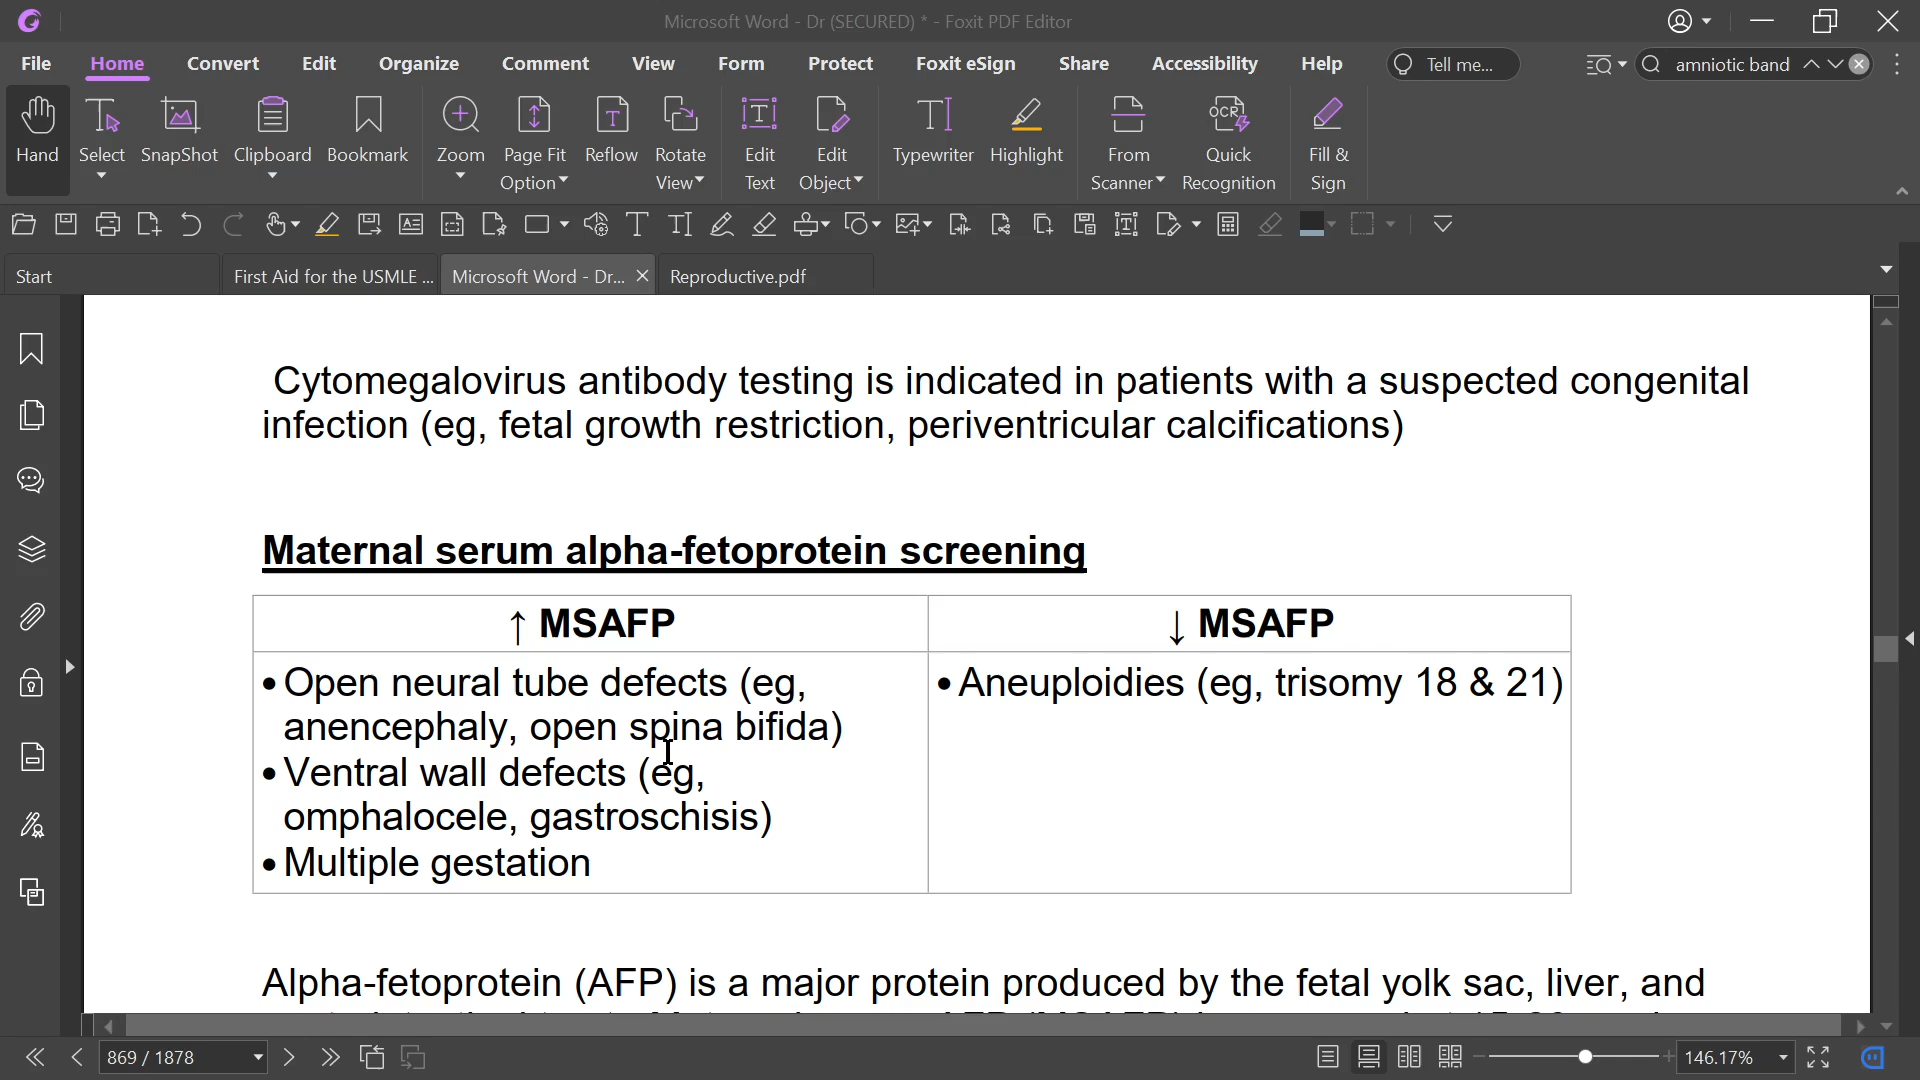 Microsoft Word - Dr (SECURED) * - Foxit PDF Editor
File Home Convert Edit Organize Comment View Form Protect Foxit eSign Share Accessibility Help Tell me... amniotic band
Hand Select SnapShot Clipboard Bookmark Zoom Page Fit Option Reflow Rotate View Edit Text Edit Object Typewriter Highlight From Scanner Quick Recognition Fill & Sign
Start First Aid for the USMLE ... Microsoft Word - Dr... Reproductive.pdf
Cytomegalovirus antibody testing is indicated in patients with a suspected congenital
infection (eg, fetal growth restriction, periventricular calcifications)
Maternal serum alpha-fetoprotein screening
↑ MSAFP
↓ MSAFP
• Open neural tube defects (eg,
anencephaly, open spina bifida)
• Ventral wall defects (eg,
omphalocele, gastroschisis)
• Multiple gestation
• Aneuploidies (eg, trisomy 18 & 21)
Alpha-fetoprotein (AFP) is a major protein produced by the fetal yolk sac, liver, and
869 / 1878
146.17%